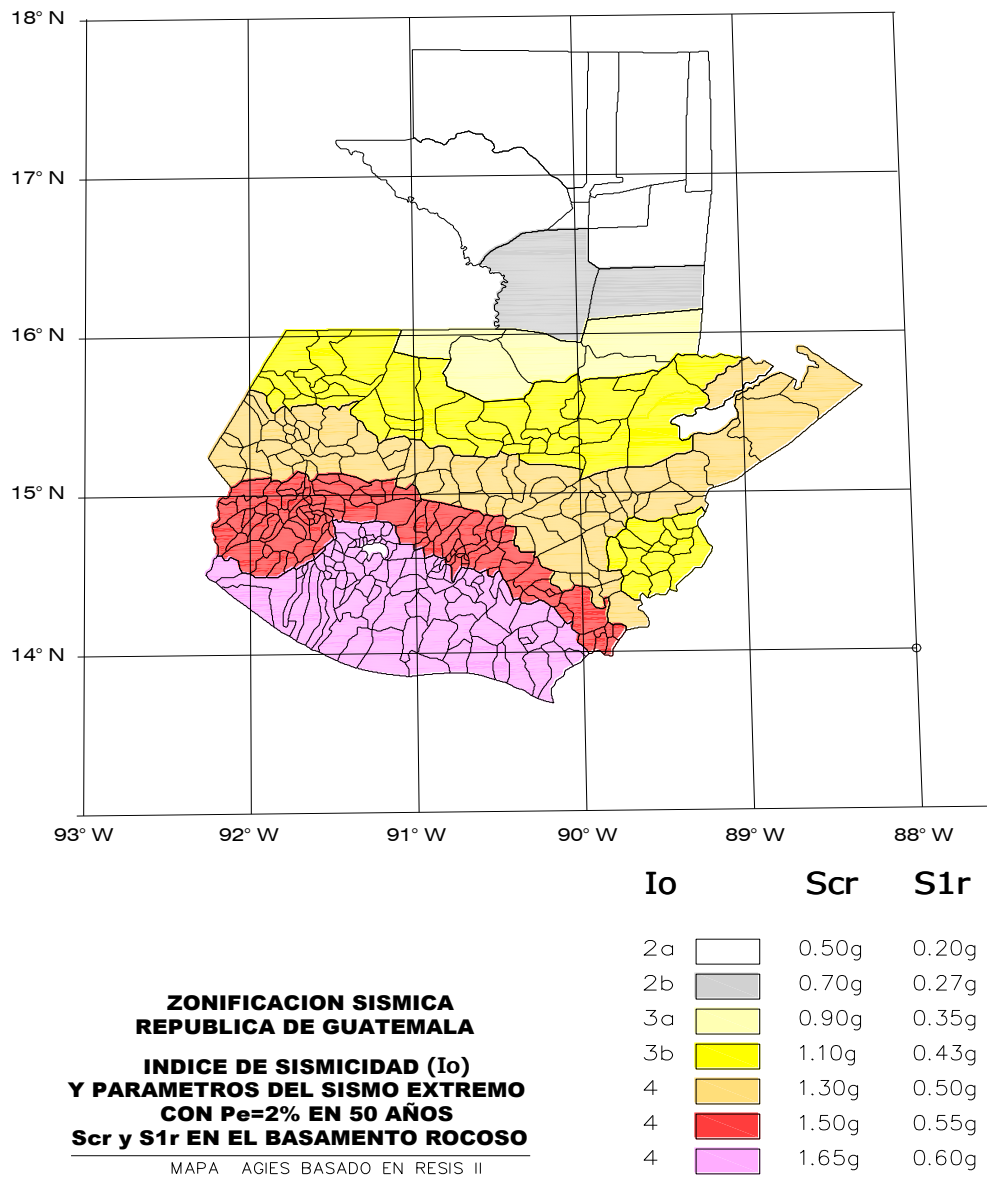 18° N
17° N
16° N
15° N
14° N
93° W 92° W 91° W 90° W 89° W 88° W
Io Scr S1r
2a 0.50g 0.20g
2b 0.70g 0.27g
3a 0.90g 0.35g
3b 1.10g 0.43g
4 1.30g 0.50g
4 1.50g 0.55g
4 1.65g 0.60g
ZONIFICACION SISMICA
REPUBLICA DE GUATEMALA
INDICE DE SISMICIDAD (Io)
Y PARAMETROS DEL SISMO EXTREMO
CON Pe=2% EN 50 AÑOS
Scr y S1r EN EL BASAMENTO ROCOSO
MAPA AGIES BASADO EN RESIS II